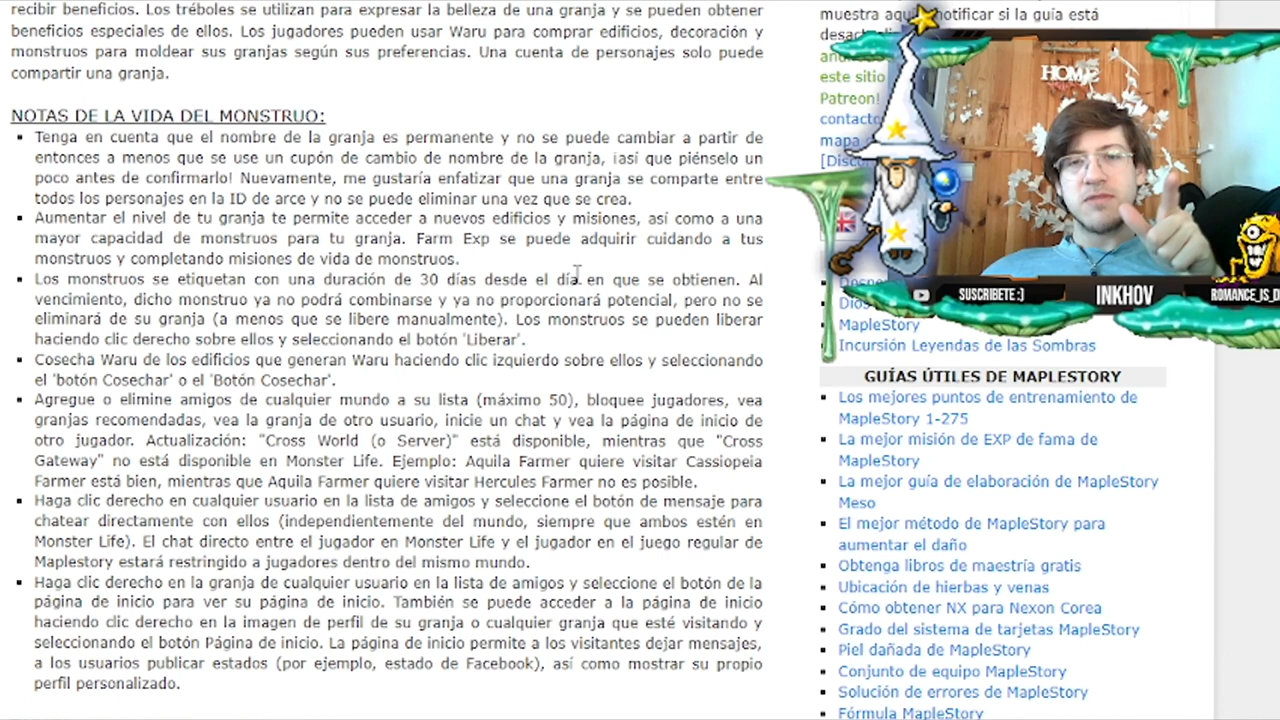 recibir beneficios. Los tréboles se utilizan para expresar la belleza de una granja y se pueden obtener
beneficios especiales de ellos. Los jugadores pueden usar Waru para comprar edificios, decoración y
monstruos para moldear sus granjas según sus preferencias. Una cuenta de personajes solo puede
compartir una granja.
NOTAS DE LA VIDA DEL MONSTRUO:
Tenga en cuenta que el nombre de la granja es permanente y no se puede cambiar a partir de
entonces a menos que se use un cupón de cambio de nombre de la granja, ¡así que piénselo un
poco antes de confirmarlo! Nuevamente, me gustaría enfatizar que una granja se comparte entre
todos los personajes en la ID de arce y no se puede eliminar una vez que se crea.
Aumentar el nivel de tu granja te permite acceder a nuevos edificios y misiones, así como a una
mayor capacidad de monstruos para tu granja. Farm Exp se puede adquirir cuidando a tus
monstruos y completando misiones de vida de monstruos.
Los monstruos se etiquetan con una duración de 30 días desde el día en que se obtienen. Al
vencimiento, dicho monstruo ya no podrá combinarse y ya no proporcionará potencial, pero no se
eliminará de su granja (a menos que se libere manualmente). Los monstruos se pueden liberar
haciendo clic derecho sobre ellos y seleccionando el botón 'Liberar'.
Cosecha Waru de los edificios que generan Waru haciendo clic izquierdo sobre ellos y seleccionando
el 'botón Cosechar' o el 'Botón Cosechar'.
Agregue o elimine amigos de cualquier mundo a su lista (máximo 50), bloquee jugadores, vea
granjas recomendadas, vea la granja de otro usuario, inicie un chat y vea la página de inicio de
otro jugador. Actualización: "Cross World (o Server)" está disponible, mientras que "Cross
Gateway" no está disponible en Monster Life. Ejemplo: Aquila Farmer quiere visitar Cassiopeia
Farmer está bien, mientras que Aquila Farmer quiere visitar Hercules Farmer no es posible.
Haga clic derecho en cualquier usuario en la lista de amigos y seleccione el botón de mensaje para
chatear directamente con ellos (independientemente del mundo, siempre que ambos estén en
Monster Life). El chat directo entre el jugador en Monster Life y el jugador en el juego regular de
Maplestory estará restringido a jugadores dentro del mismo mundo.
Haga clic derecho en la granja de cualquier usuario en la lista de amigos y seleccione el botón de la
página de inicio para ver su página de inicio. También se puede acceder a la página de inicio
haciendo clic derecho en la imagen de perfil de su granja o cualquier granja que esté visitando y
seleccionando el botón Página de inicio. La página de inicio permite a los visitantes dejar mensajes,
a los usuarios publicar estados (por ejemplo, estado de Facebook), así como mostrar su propio
perfil personalizado.
muestra aquí notificar si la guía está
este sitio
Patreon!
contacto
mapa
HOME
SUSCRIBETE :)
INKHOV
MapleStory
Incursión Leyendas de las Sombras
GUÍAS ÚTILES DE MAPLESTORY
Los mejores puntos de entrenamiento de
MapleStory 1-275
La mejor misión de EXP de fama de
MapleStory
La mejor guía de elaboración de MapleStory
Meso
El mejor método de MapleStory para
aumentar el daño
Obtenga libros de maestría gratis
Ubicación de hierbas y venas
Cómo obtener NX para Nexon Corea
Grado del sistema de tarjetas MapleStory
Piel dañada de MapleStory
Conjunto de equipo MapleStory
Solución de errores de MapleStory
Fórmula MapleStory